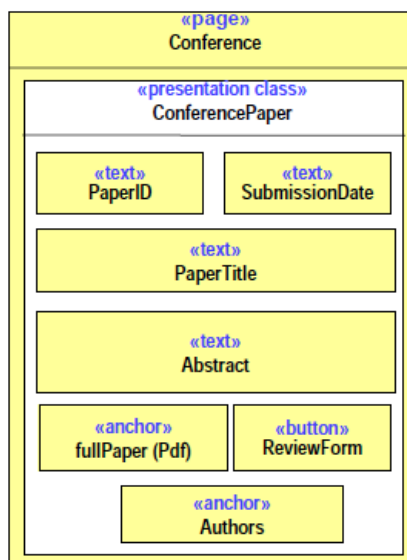 «page»
Conference
«presentation class»
ConferencePaper
«text»
PaperID
«text»
SubmissionDate
«text»
PaperTitle
«text»
Abstract
«anchor»
fullPaper (Pdf)
«button»
ReviewForm
«anchor»
Authors